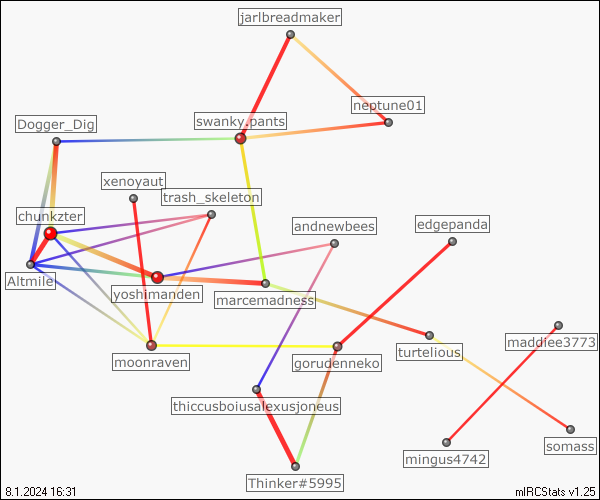 jarlbreadmaker
neptune01
swanky.pants
Dogger_Dig
xenoyaut
trash_skeleton
chunkzter
andnewbees
edgepanda
Altmile
yoshimanden
marcemadness
maddiee3773
turtelious
moonraven
gorudenneko
thiccusboiusalexusjoneus
somass
mingus4742
Thinker#5995
8.1.2024 16:31
mIRCStats v1.25